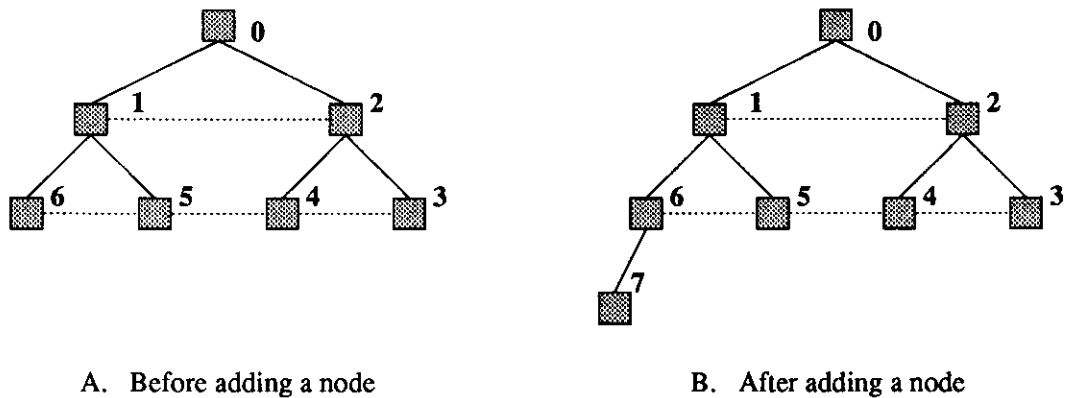 0 0
1 2 1 2
6 5 4 3 6 5 4 3
7
A. Before adding a node B. After adding a node